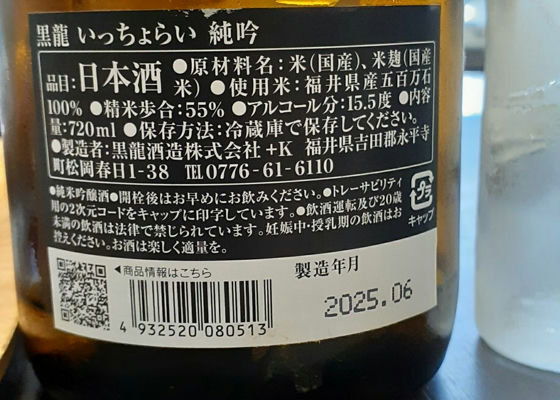 黒龍 いっちょらい 純吟
品目:日本酒 ●原材料名:米(国産)、米麹(国産
米) ●使用米:福井県産五百万石
100% ●精米歩合:55% ●アルコール分:15.5度 ●内容
量:720ml ●保存方法:冷蔵庫で保存してください。
●製造者:黒龍酒造株式会社+K 福井県吉田郡永平寺
町松岡春日1-38 TEL0776-61-6110
●純米吟醸酒●開栓後はお早めにお飲みください。●トレーサビリティ
用の2次元コードをキャップに印字しています。●飲酒運転及び20歳
未満の飲酒は法律で禁じられています。妊娠中・授乳期の飲酒はお
控えください。お酒は楽しく適量を。
プラ
キャップ
◀商品情報はこちら
4 932520 080513
製造年月
2025.06